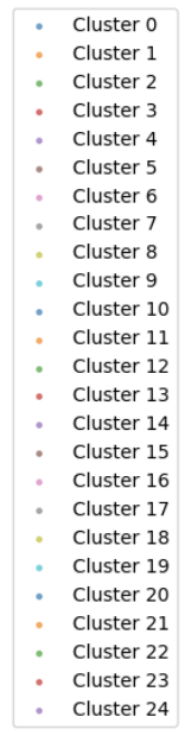 Cluster 0
Cluster 1
Cluster 2
Cluster 3
Cluster 4
Cluster 5
Cluster 6
Cluster 7
Cluster 8
Cluster 9
Cluster 10
Cluster 11
Cluster 12
Cluster 13
Cluster 14
Cluster 15
Cluster 16
Cluster 17
Cluster 18
Cluster 19
Cluster 20
Cluster 21
Cluster 22
Cluster 23
Cluster 24